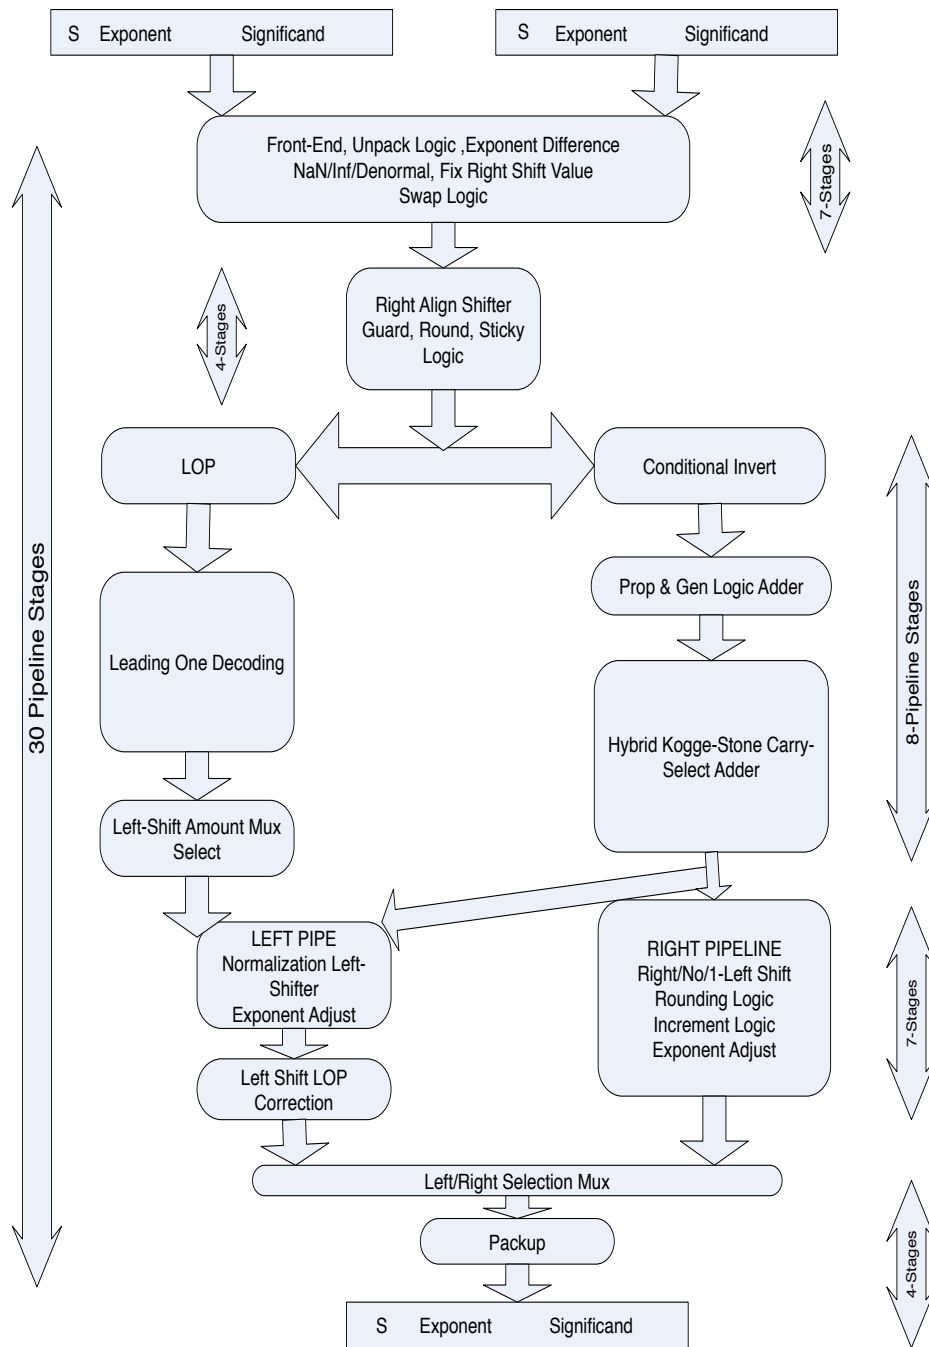 S Exponent Significand
S Exponent Significand
Front-End, Unpack Logic ,Exponent Difference
NaN/Inf/Denormal, Fix Right Shift Value
Swap Logic
7-Stages
Right Align Shifter
Guard, Round, Sticky
Logic
4-Stages
LOP
Conditional Invert
Prop & Gen Logic Adder
Leading One Decoding
Hybrid Kogge-Stone Carry-
Select Adder
8-Pipeline Stages
30 Pipeline Stages
Left-Shift Amount Mux
Select
LEFT PIPE
Normalization Left-
Shifter
Exponent Adjust
RIGHT PIPELINE
Right/No/1-Left Shift
Rounding Logic
Increment Logic
Exponent Adjust
7-Stages
Left Shift LOP
Correction
Left/Right Selection Mux
Packup
4-Stages
S Exponent Significand